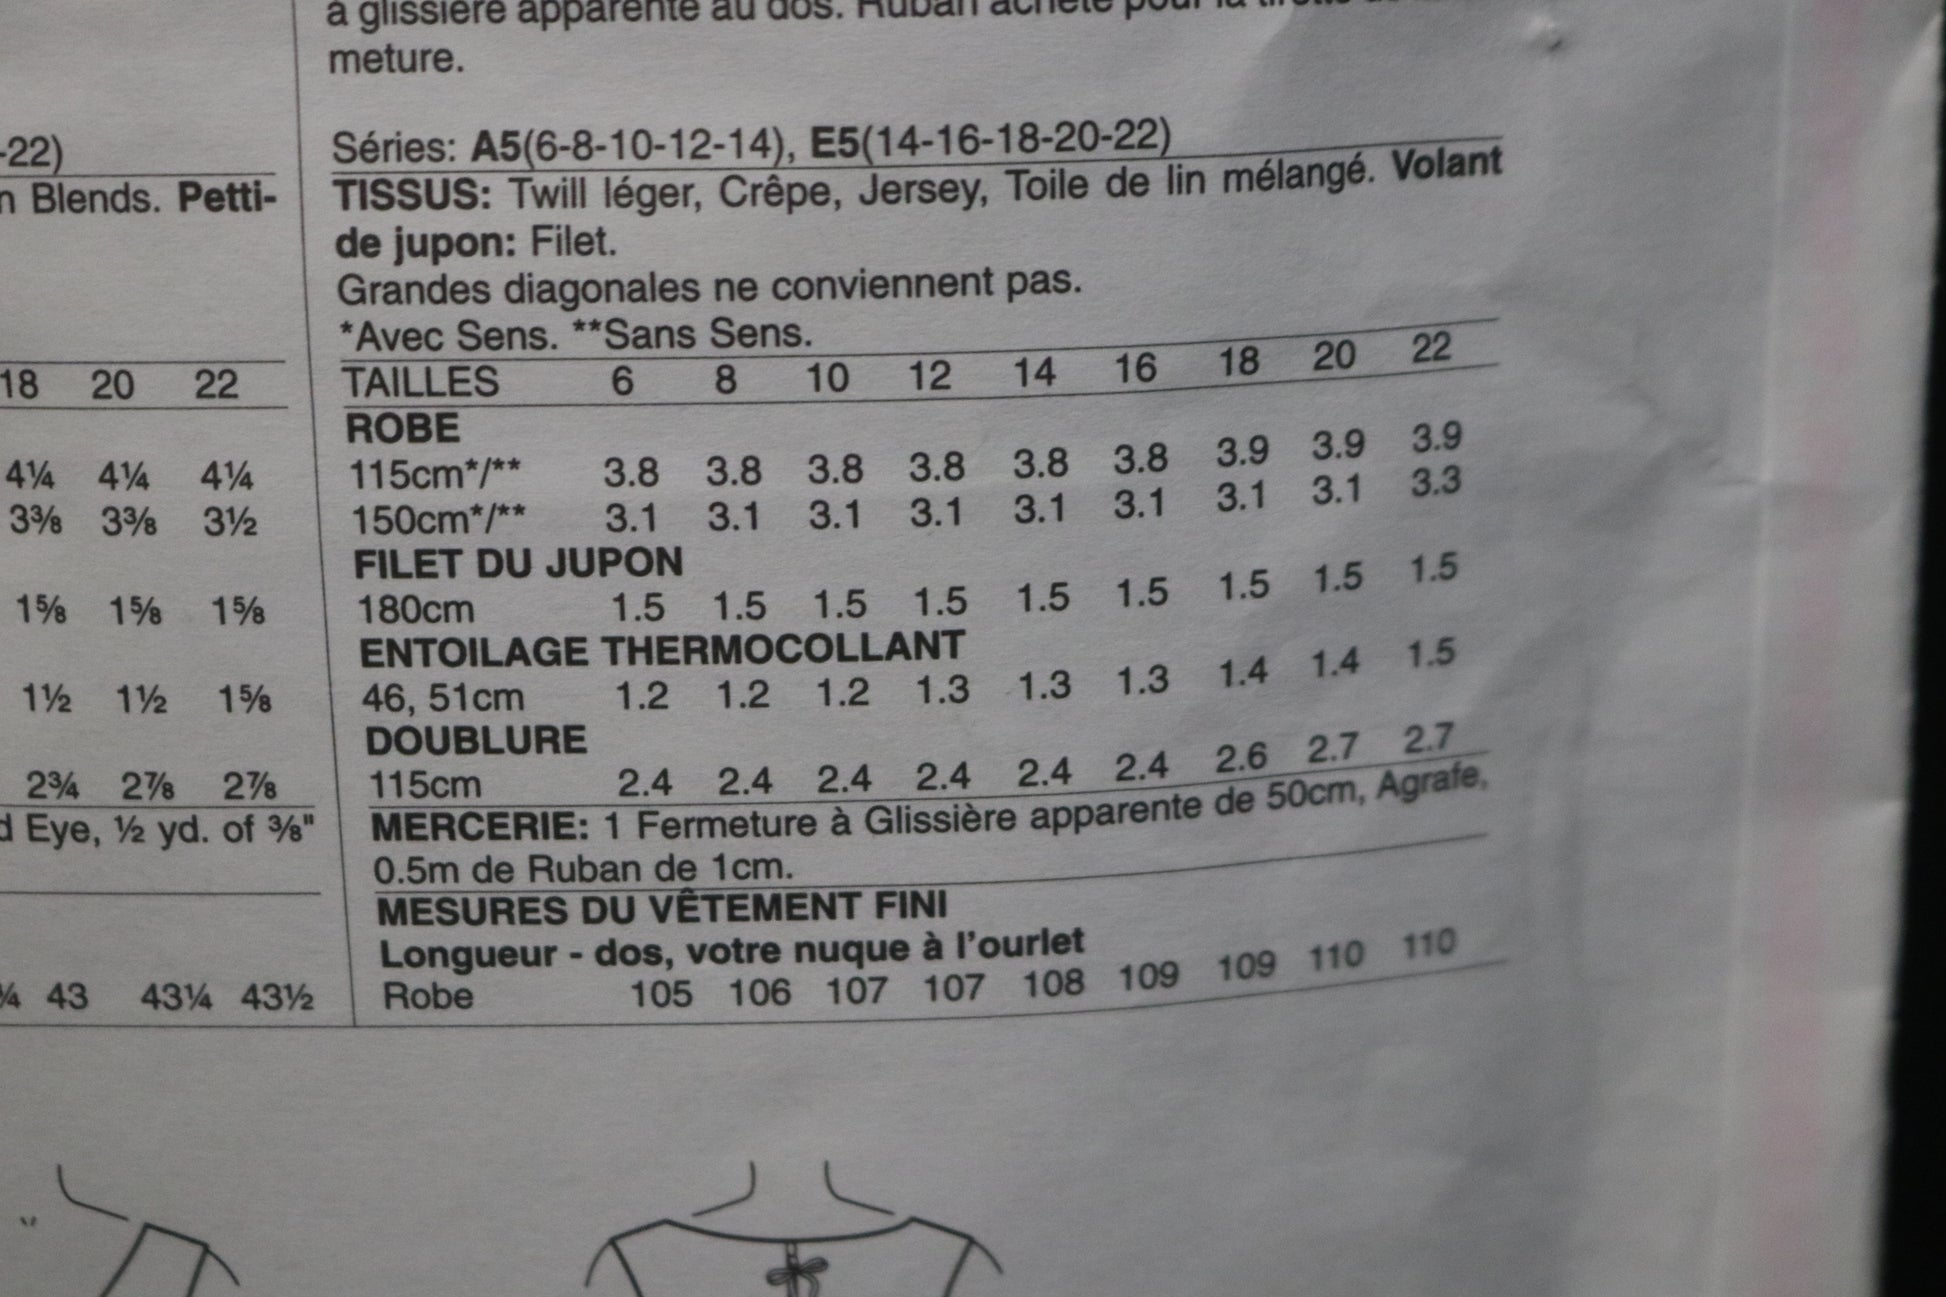 à glissière apparente au dos. Ruban acheté pour la
meture.
Séries: A5(6-8-10-12-14), E5(14-16-18-20-22)
TISSUS: Twill léger, Crêpe, Jersey, Toile de lin mélangé. Volant
de jupon: Filet.
Grandes diagonales ne conviennent pas.
*Avec Sens. **Sans Sens.
TAILLES 6 8 10 12 14 16 18 20 22
ROBE
115cm*/** 3.8 3.8 3.8 3.8 3.8 3.8 3.9 3.9 3.9
150cm*/** 3.1 3.1 3.1 3.1 3.1 3.1 3.1 3.1 3.3
FILET DU JUPON
180cm 1.5 1.5 1.5 1.5 1.5 1.5 1.5 1.5 1.5
ENTOILAGE THERMOCOLLANT
46, 51cm 1.2 1.2 1.2 1.3 1.3 1.3 1.4 1.4 1.5
DOUBLURE
115cm 2.4 2.4 2.4 2.4 2.4 2.4 2.6 2.7 2.7
MERCERIE: 1 Fermeture à Glissière apparente de 50cm, Agrafe,
0.5m de Ruban de 1cm.
MESURES DU VÊTEMENT FINI
Longueur - dos, votre nuque à l'ourlet
Robe 105 106 107 107 108 109 109 110 110
-22)
n Blends. Petti-
18 20 22
4¼ 4¼ 4¼
3⅜ 3⅜ 3½
1⅝ 1⅝ 1⅝
1½ 1½ 1⅝
2¾ 2⅞ 2⅞
d Eye, ½ yd. of ⅜"
43 43¼ 43½